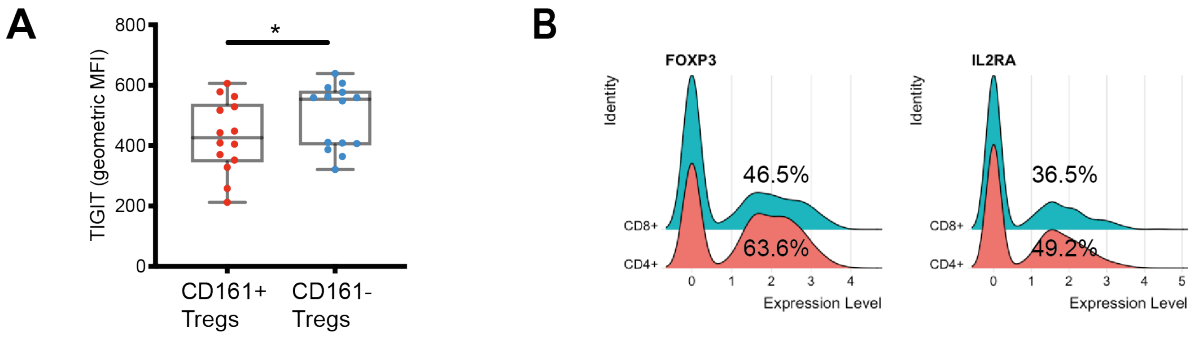 A
TIGIT (geometric MFI)
800
600
400
200
0
*
CD161+
Tregs
CD161-
Tregs
B
FOXP3
Identity
CD8+
CD4+
46.5%
63.6%
0 1 2 3 4
Expression Level
IL2RA
Identity
CD8+
CD4+
36.5%
49.2%
0 1 2 3 4 5
Expression Level